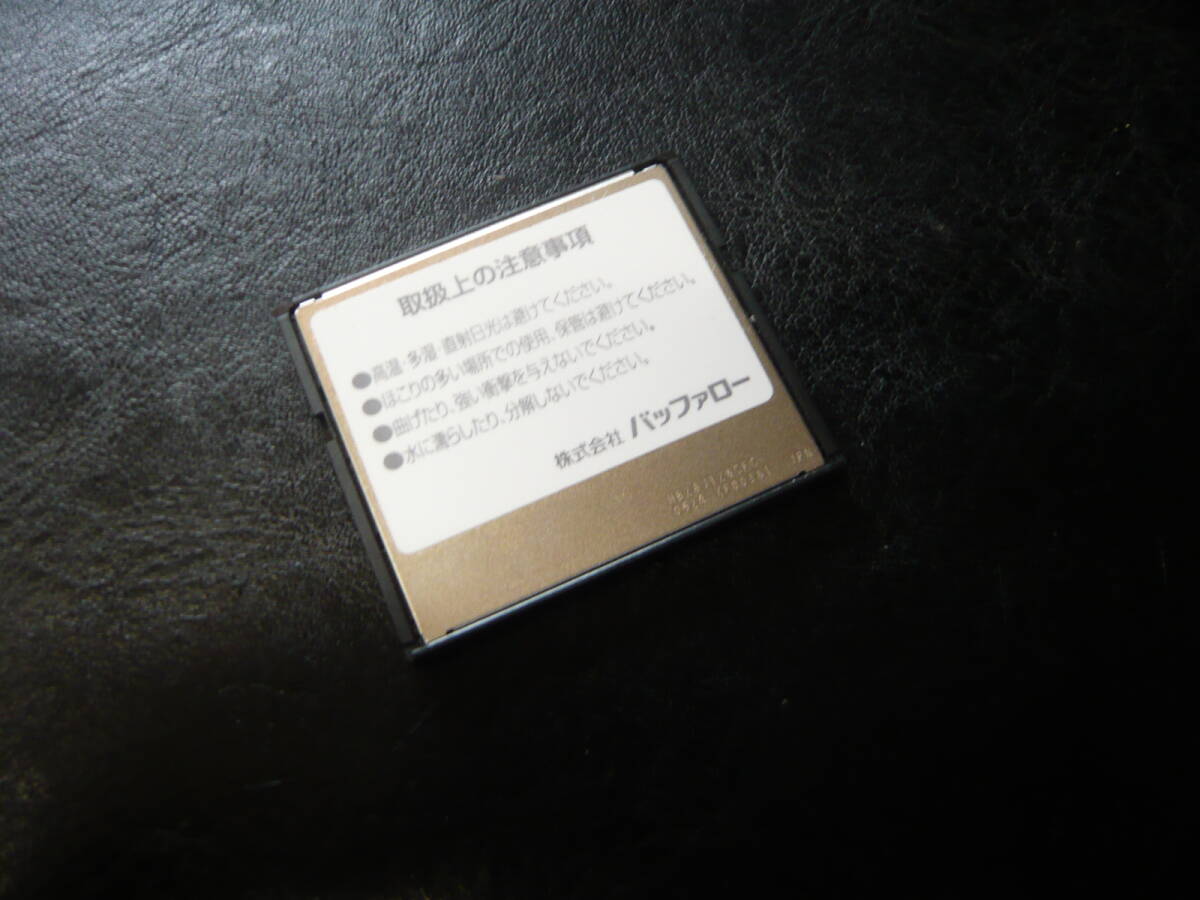 取扱上の注意事項
●高温・多湿・直射日光は避けてください。
●ほこりの多い場所での使用、保管は避けてください。
●曲げたり、強い衝撃を与えないでください。
●水に濡らしたり、分解しないでください。
株式会社 バッファロー
JPN